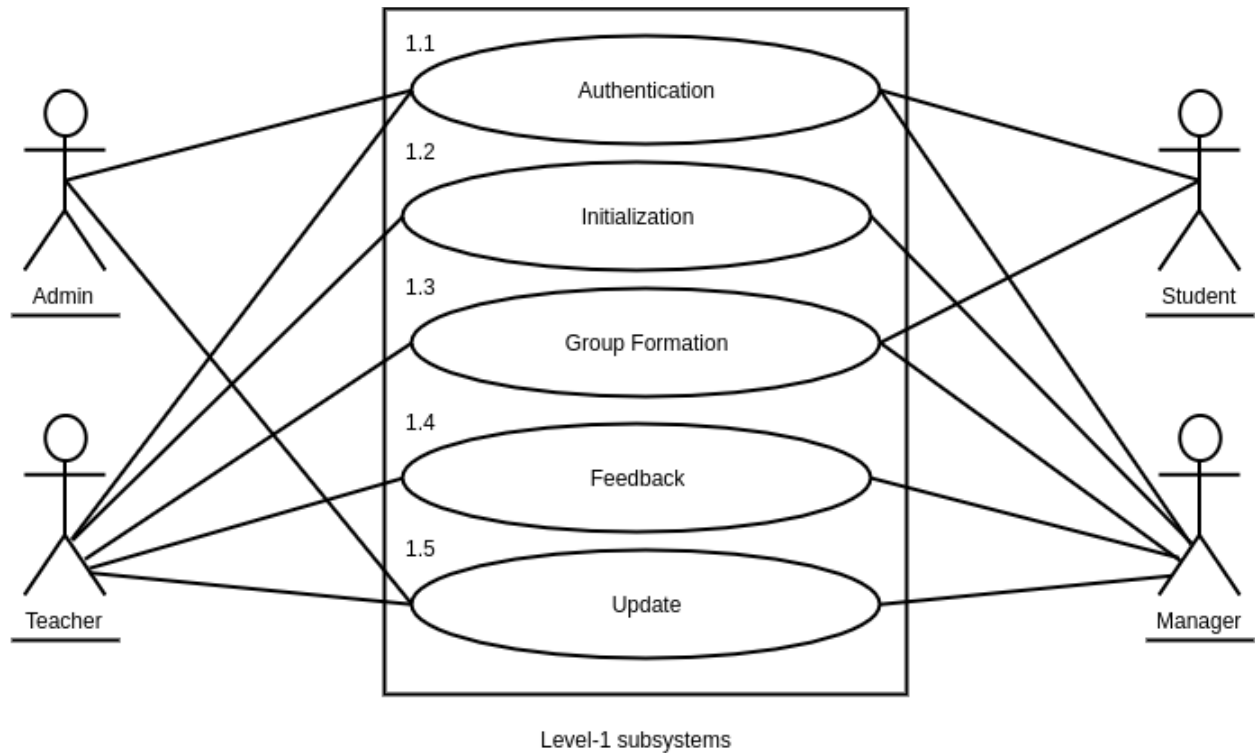 1.1
Authentication
1.2
Initialization
1.3
Group Formation
1.4
Feedback
1.5
Update
Admin
Teacher
Student
Manager
Level-1 subsystems